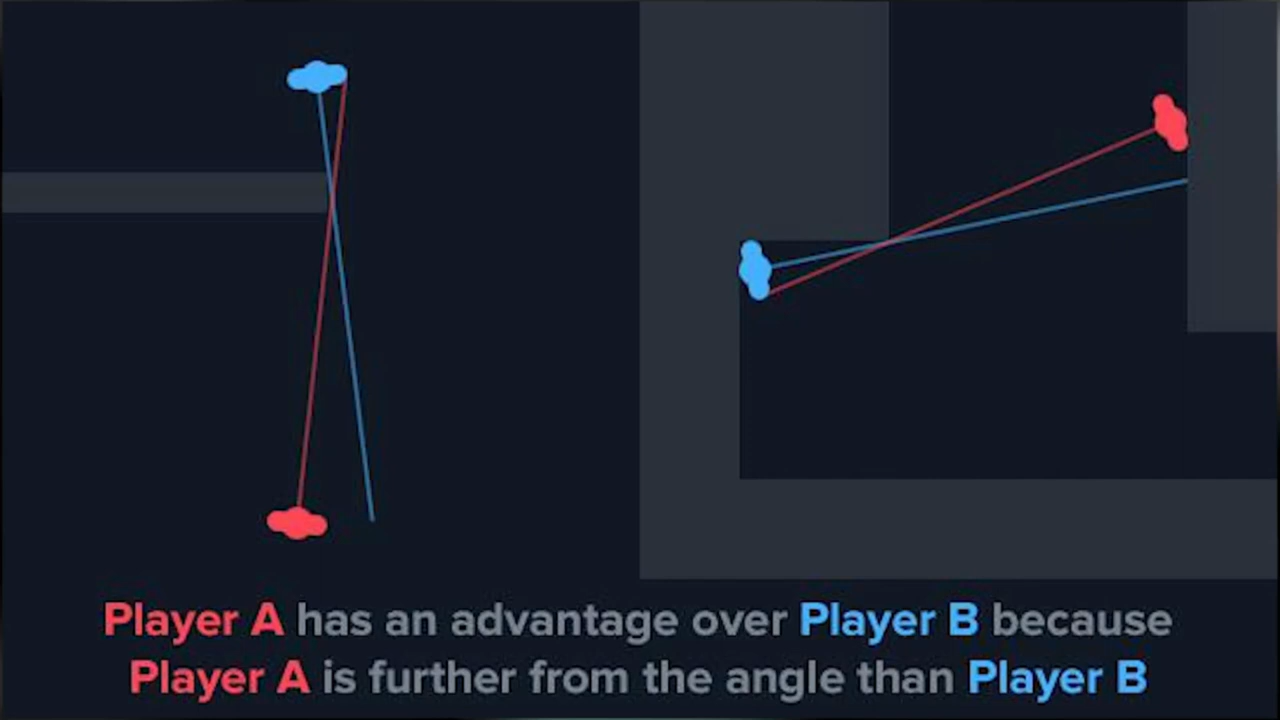 Player A has an advantage over Player B because
Player A is further from the angle than Player B